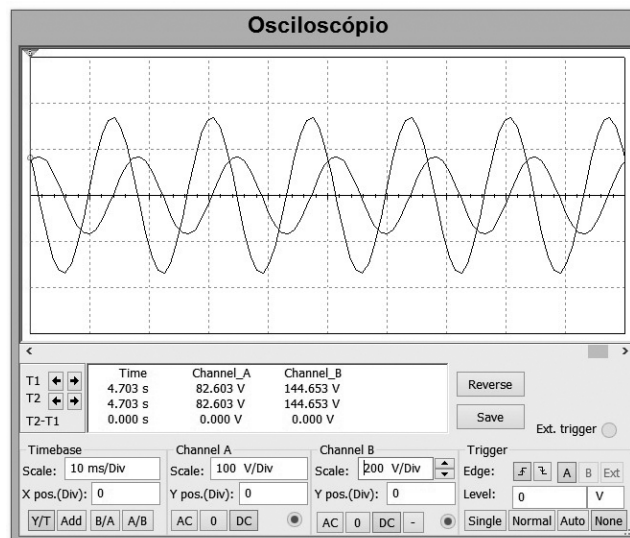 Osciloscópio
Time Channel_A Channel_B
T1 4.703 s 82.603 V 144.653 V
T2 4.703 s 82.603 V 144.653 V
T2-T1 0.000 s 0.000 V 0.000 V
Reverse
Save
Ext. trigger
Timebase
Scale: 10 ms/Div
X pos.(Div): 0
Y/T Add B/A A/B
Channel A
Scale: 100 V/Div
Y pos.(Div): 0
AC 0 DC
Channel B
Scale: 200 V/Div
Y pos.(Div): 0
AC 0 DC -
Trigger
Edge: A B Ext
Level: 0 V
Single Normal Auto None